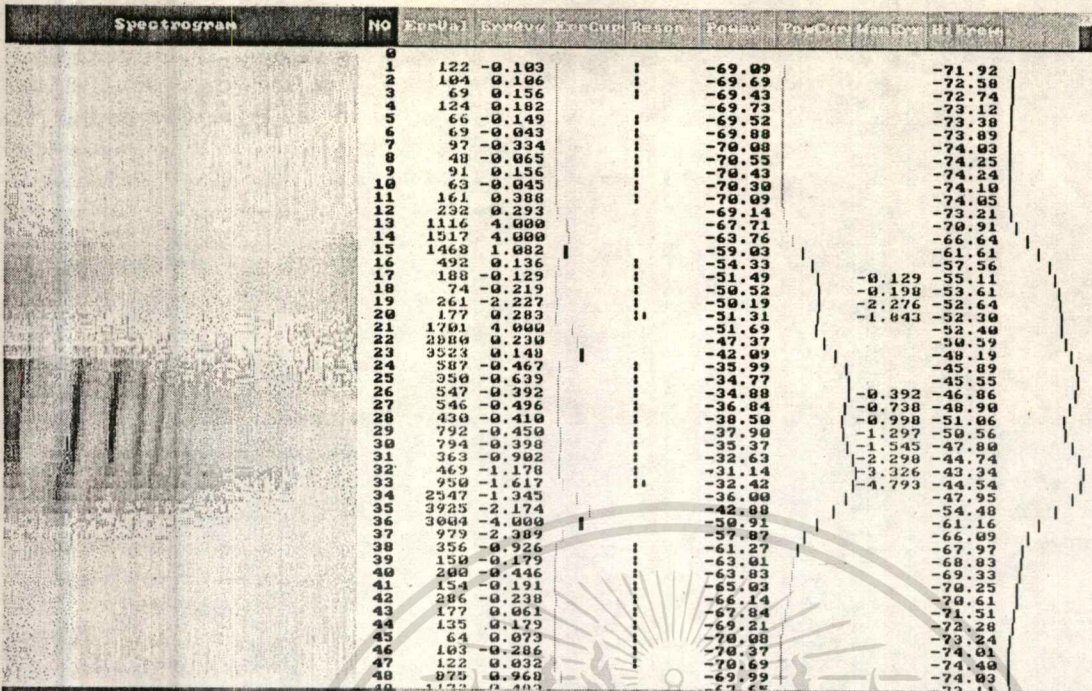 Spectrogram NO ErrAvg Reson Powav PowCur
0
1 122 -0.103 -69.09 -71.92
2 104 0.106 -69.69 -72.58
3 69 0.156 -69.43 -72.74
4 124 0.182 -69.73 -73.12
5 66 -0.149 -69.52 -73.38
6 69 -0.043 -69.88 -73.89
7 97 -0.334 -70.08 -74.03
8 48 -0.065 -70.55 -74.25
9 91 0.156 -70.43 -74.24
10 63 -0.045 -70.30 -74.10
11 161 0.388 -70.09 -74.05
12 232 0.293 -69.14 -73.21
13 1116 4.000 -67.71 -70.91
14 1517 4.000 -63.76 -66.64
15 1468 1.082 -59.03 -61.61
16 492 0.136 -54.33 -57.56
17 188 -0.129 -51.49 -0.129 -55.11
18 74 -0.219 -50.52 -0.198 -53.61
19 261 -2.227 -50.19 -2.276 -52.64
20 177 0.283 -51.31 -1.843 -52.30
21 1701 4.000 -51.69 -52.40
22 2880 0.230 -47.37 -50.59
23 3523 0.148 -42.09 -48.19
24 587 -0.467 -35.99 -45.89
25 350 -0.639 -34.77 -45.55
26 547 -0.392 -34.88 -0.392 -46.86
27 546 -0.496 -36.84 -0.738 -48.90
28 430 -0.410 -38.50 -0.998 -51.06
29 792 -0.450 -37.90 -1.297 -50.56
30 794 -0.398 -35.37 -1.545 -47.80
31 363 -0.902 -32.63 -2.298 -44.74
32 469 -1.178 -31.14 -3.326 -43.34
33 950 -1.617 -32.42 -4.793 -44.54
34 2547 -1.345 -36.00 -47.95
35 3925 -2.174 -42.88 -54.48
36 3004 -4.000 -50.91 -61.16
37 979 -2.389 -57.87 -66.09
38 356 -0.926 -61.27 -67.97
39 150 -0.179 -63.01 -68.83
40 200 -0.446 -63.83 -69.33
41 154 -0.191 -65.03 -70.25
42 286 -0.238 -66.14 -70.61
43 177 0.061 -67.84 -71.51
44 135 0.179 -69.21 -72.28
45 64 0.073 -70.08 -73.24
46 103 -0.286 -70.37 -74.01
47 122 0.032 -70.69 -74.40
48 875 0.968 -69.99 -74.03